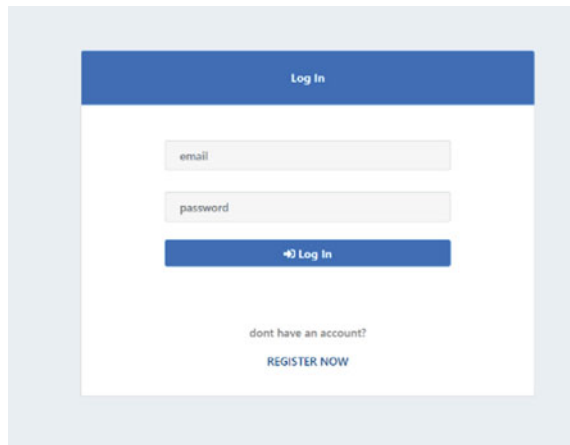 Log In
email
password
Log In
dont have an account?
REGISTER NOW